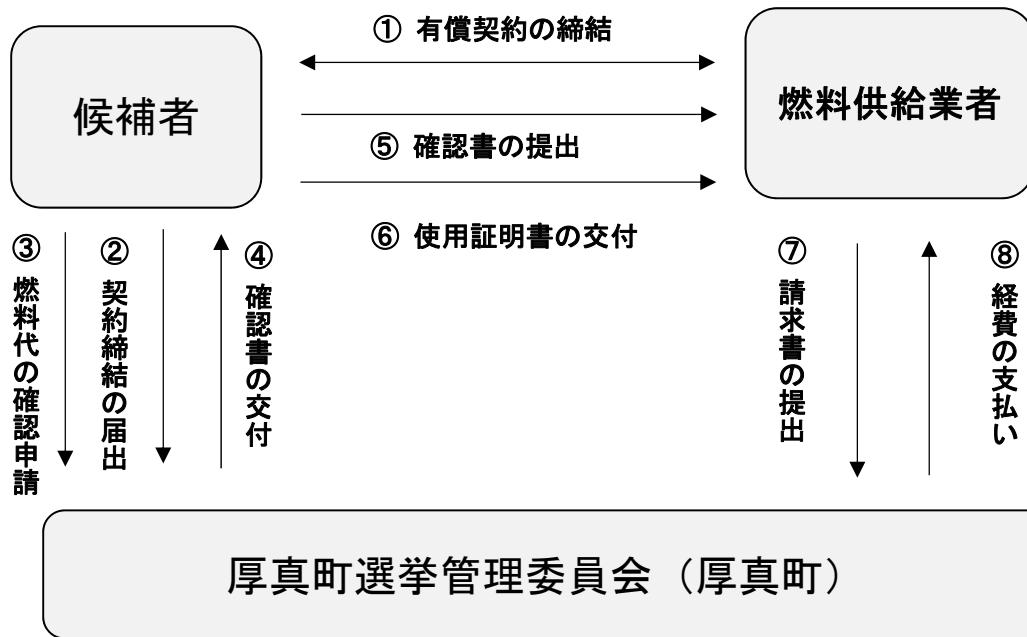 ① 有償契約の締結
候補者
燃料供給業者
⑤ 確認書の提出
⑥ 使用証明書の交付
③ 燃料代の確認申請
② 契約締結の届出
④ 確認書の交付
⑦ 請求書の提出
⑧ 経費の支払い
厚真町選挙管理委員会（厚真町）